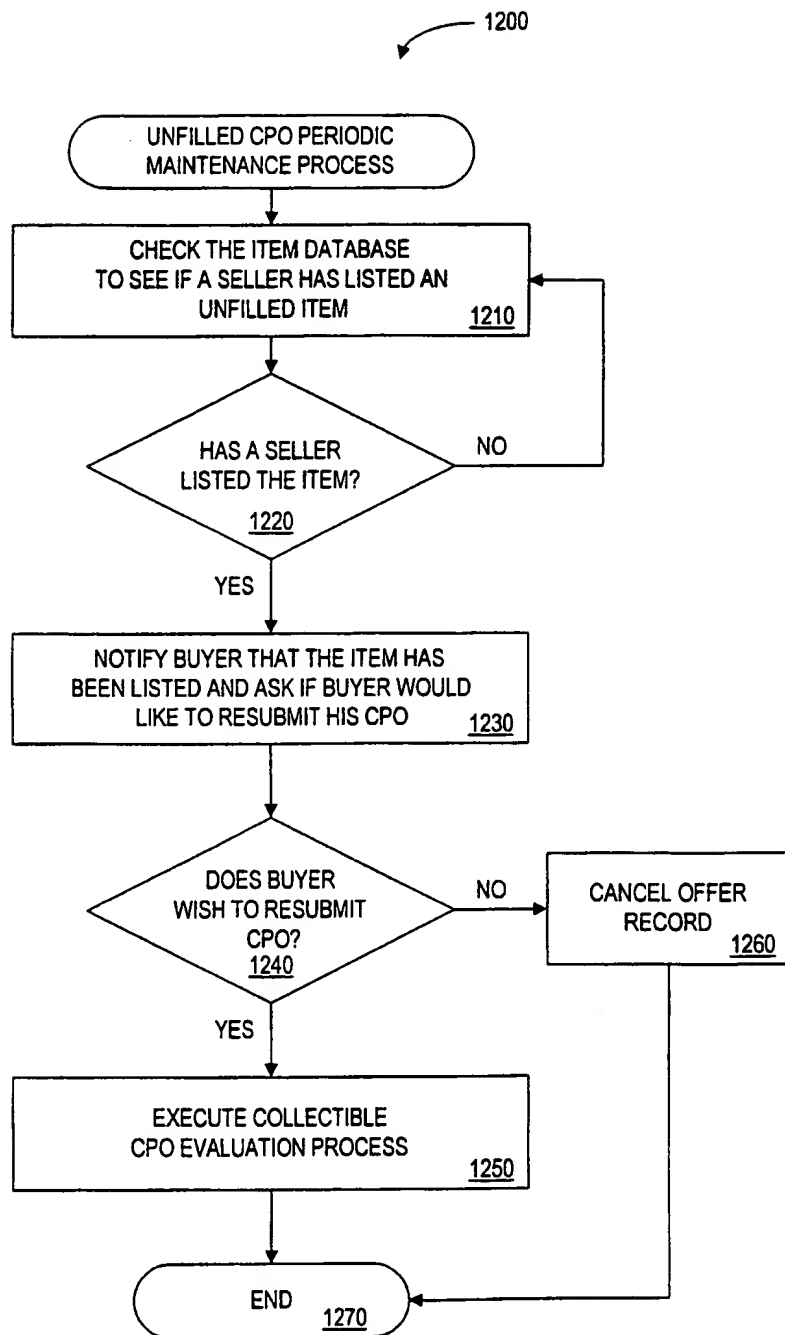 1200
UNFILLED CPO PERIODIC
MAINTENANCE PROCESS
CHECK THE ITEM DATABASE
TO SEE IF A SELLER HAS LISTED AN
UNFILLED ITEM
1210
HAS A SELLER
LISTED THE ITEM?
1220
NO
YES
NOTIFY BUYER THAT THE ITEM HAS
BEEN LISTED AND ASK IF BUYER WOULD
LIKE TO RESUBMIT HIS CPO
1230
DOES BUYER
WISH TO RESUBMIT
CPO?
1240
NO
CANCEL OFFER
RECORD
1260
YES
EXECUTE COLLECTIBLE
CPO EVALUATION PROCESS
1250
END
1270